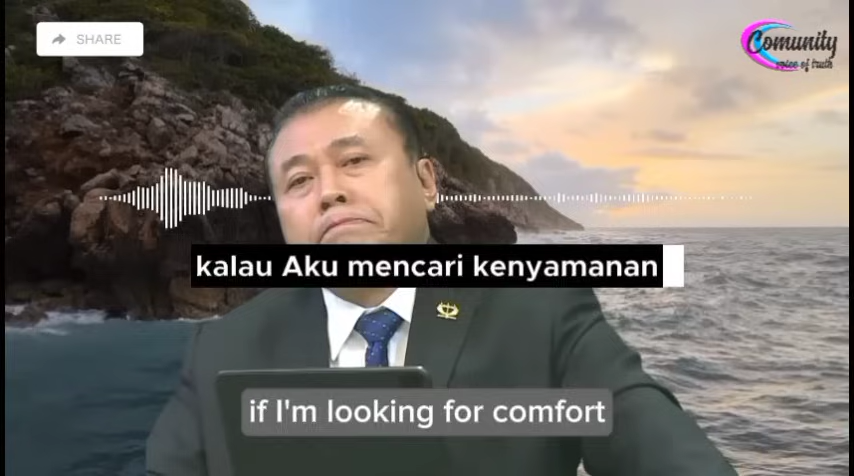 SHARE
Comunity
voice of truth
kalau Aku mencari kenyamanan
if I'm looking for comfort